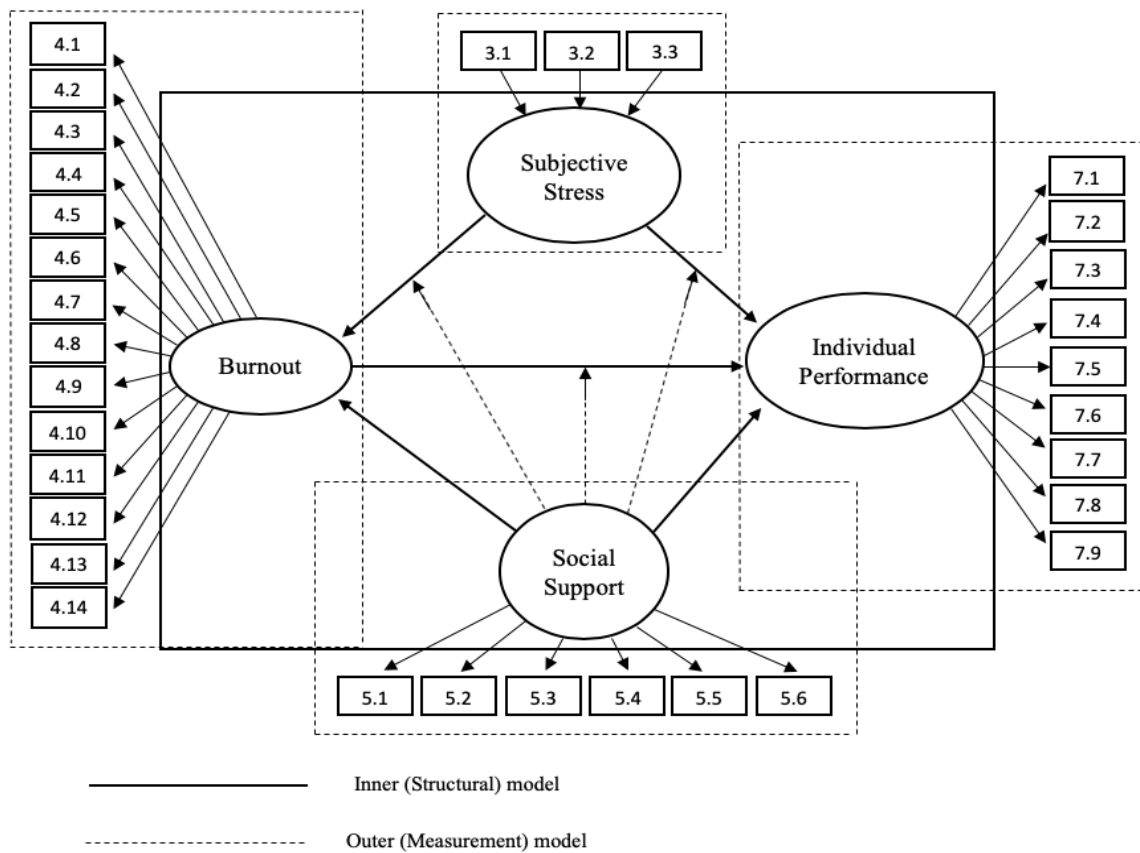 4.1
4.2
4.3
4.4
4.5
4.6
4.7
4.8
4.9
4.10
4.11
4.12
4.13
4.14
3.1 3.2 3.3
Subjective
Stress
Burnout
Individual
Performance
7.1
7.2
7.3
7.4
7.5
7.6
7.7
7.8
7.9
Social
Support
5.1 5.2 5.3 5.4 5.5 5.6
Inner (Structural) model
Outer (Measurement) model